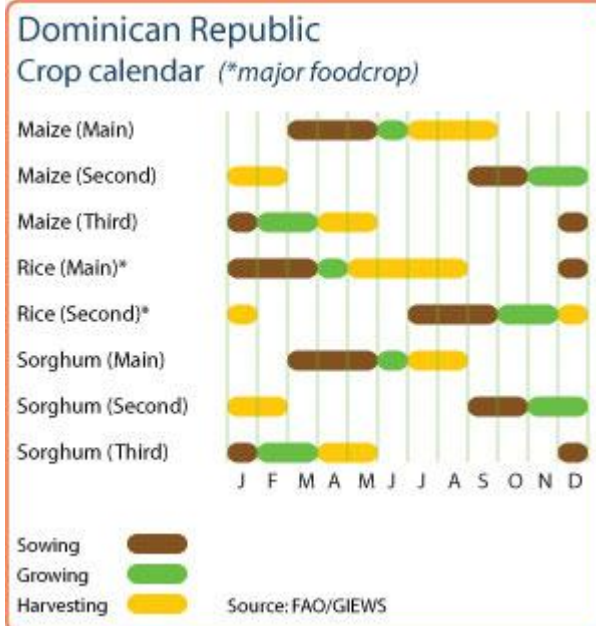 Dominican Republic
Crop calendar (*major foodcrop)
Maize (Main)
Maize (Second)
Maize (Third)
Rice (Main)*
Rice (Second)*
Sorghum (Main)
Sorghum (Second)
Sorghum (Third)
J F M A M J J A S O N D
Sowing
Growing
Harvesting Source: FAO/GIEWS